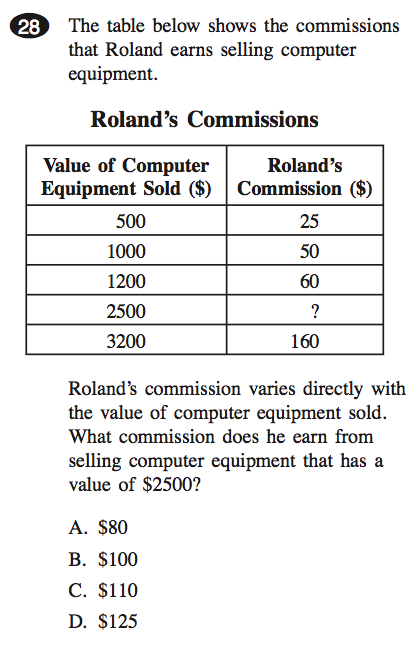 28 The table below shows the commissions
that Roland earns selling computer
equipment.
Roland's Commissions
Value of Computer Roland's
Equipment Sold ($) Commission ($)
500 25
1000 50
1200 60
2500 ?
3200 160
Roland's commission varies directly with
the value of computer equipment sold.
What commission does he earn from
selling computer equipment that has a
value of $2500?
A. $80
B. $100
C. $110
D. $125